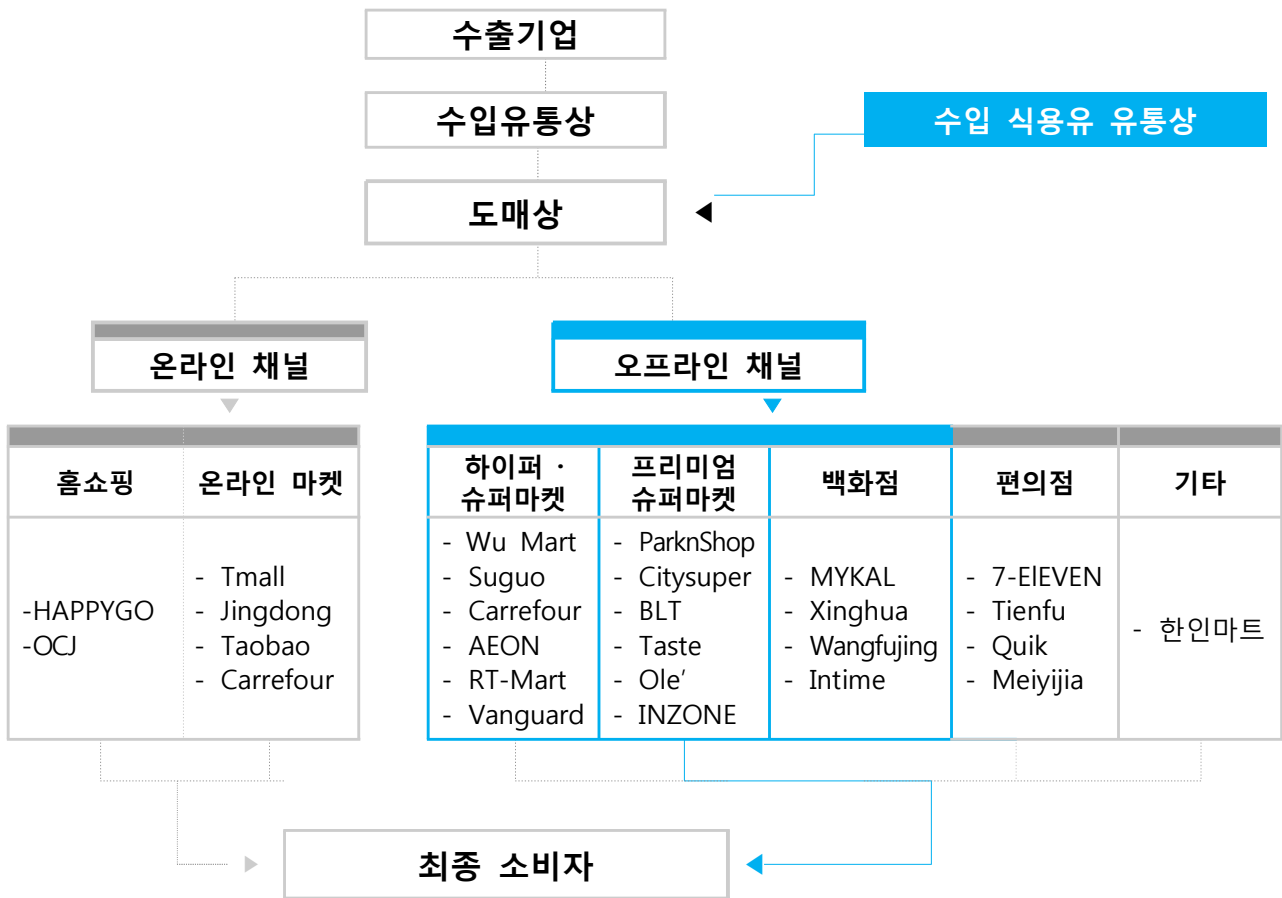 수출기업
수입유통상
수입 식용유 유통상
도매상
온라인 채널
오프라인 채널
홈쇼핑
온라인 마켓
하이퍼 ·
슈퍼마켓
프리미엄
슈퍼마켓
백화점
편의점
기타
-HAPPYGO
-OCJ
- Tmall
- Jingdong
- Taobao
- Carrefour
- Wu Mart
- Suguo
- Carrefour
- AEON
- RT-Mart
- Vanguard
- ParknShop
- Citysuper
- BLT
- Taste
- Ole’
- INZONE
- MYKAL
- Xinghua
- Wangfujing
- Intime
- 7-ElEVEN
- Tienfu
- Quik
- Meiyijia
- 한인마트
최종 소비자